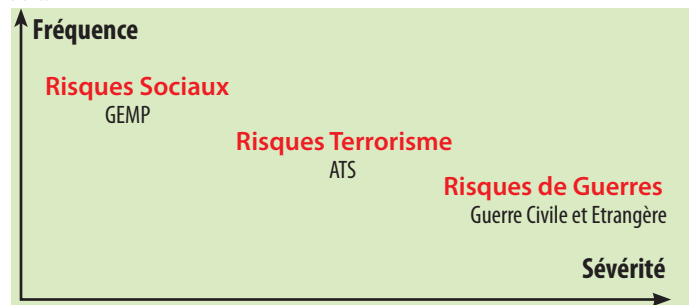 Fréquence
Risques Sociaux
GEMP
Risques Terrorisme
ATS
Risques de Guerres
Guerre Civile et Etrangère
Sévérité